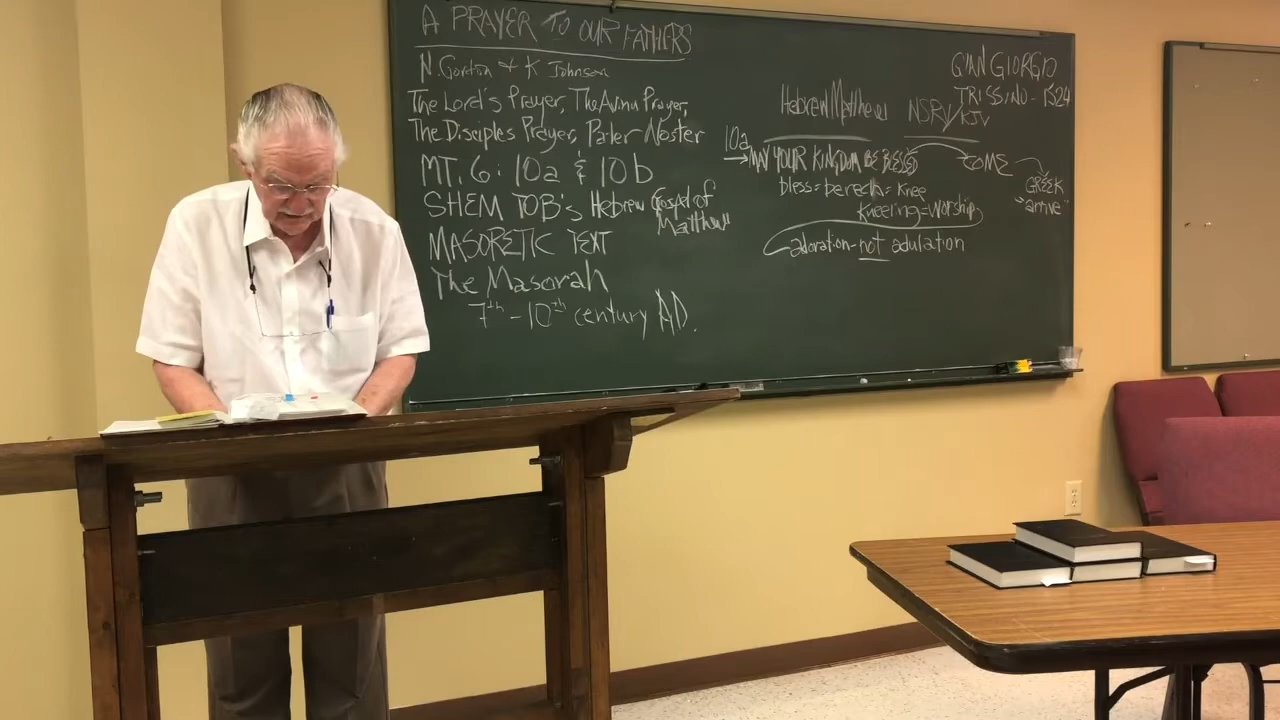 A PRAYER TO OUR FATHERS
N. Gordon & K Johnson
The Lord's Prayer, The Avinu Prayer,
The Disciples Prayer, Pater Noster
MT. 6:10a & 10b
SHEM TOB's Hebrew Gospel of
Matthew"
MASORETIC TEXT
The Masorah
7th-10th century AD.
Hebrew Matthew NSRV/KJV
10a
MAY YOUR KINGDOM BE BLESSED COME
GREEK
"arrive"
bless=berecha=knee
kneering=worship
adoration-not adulation
GIAN GIORGIO
TRISSINO-1524